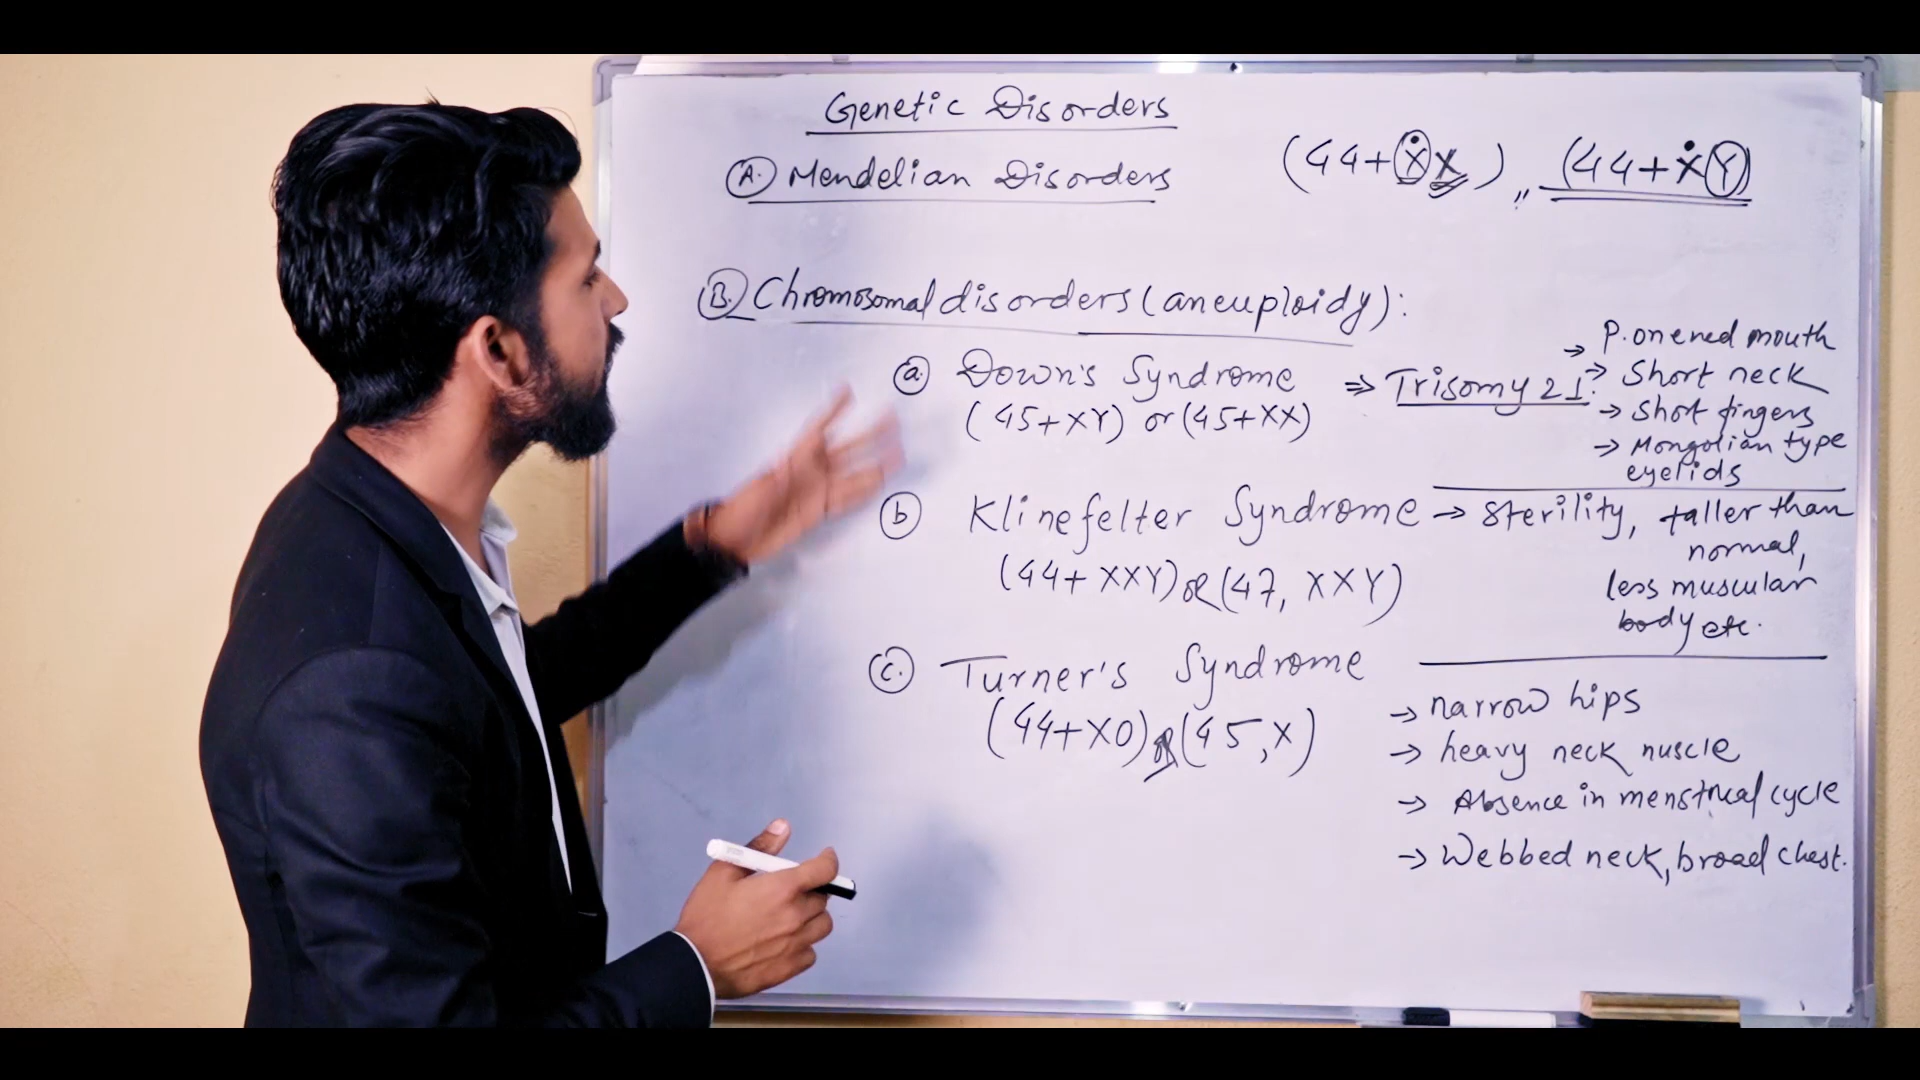 Genetic Disorders
(A.) Mendelian Disorders
(44+XX) ,, (44+XY)
(B.) Chromosomal disorders (aneuploidy):
(a) Down's Syndrome ⇒ Trisomy 21.
(45+XY) or (45+XX)
→ P. onened mouth
→ Short neck
→ Short fingers
→ Mongolian type
eyelids
(b) Klinefelter Syndrome → Sterility, taller than
normal,
(44+XXY) or (47, XXY)
less muscular
body etc.
(c.) Turner's Syndrome
(44+XO) or (45,X)
→ narrow hips
→ heavy neck nuscle
→ Absence in menstrual cycle
→ Webbed neck, broad chest.